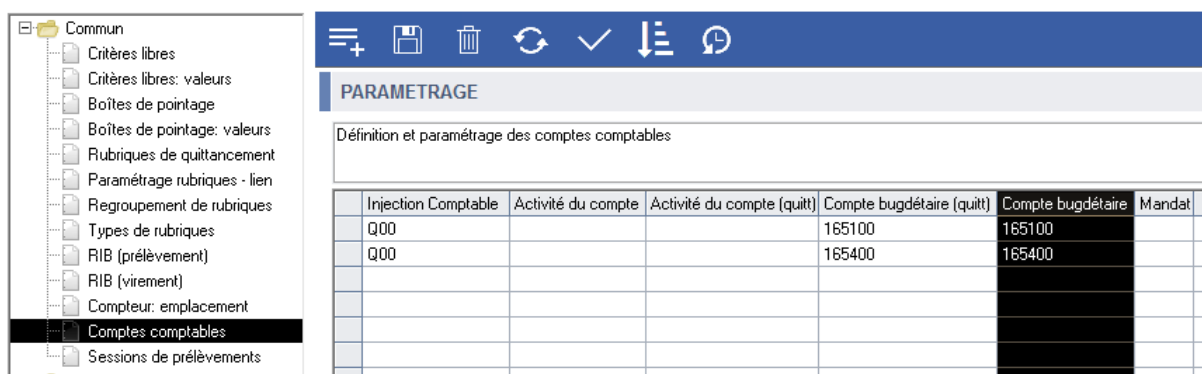 Commun
Critères libres
Critères libres: valeurs
Boîtes de pointage
Boîtes de pointage: valeurs
Rubriques de quittancement
Paramétrage rubriques - lien
Regroupement de rubriques
Types de rubriques
RIB (prélèvement)
RIB (virement)
Compteur: emplacement
Comptes comptables
Sessions de prélèvements
PARAMETRAGE
Définition et paramétrage des comptes comptables
Injection Comptable Activité du compte Activité du compte (quitt) Compte bugdétaire (quitt) Compte bugdétaire Mandat
Q00 165100 165100
Q00 165400 165400